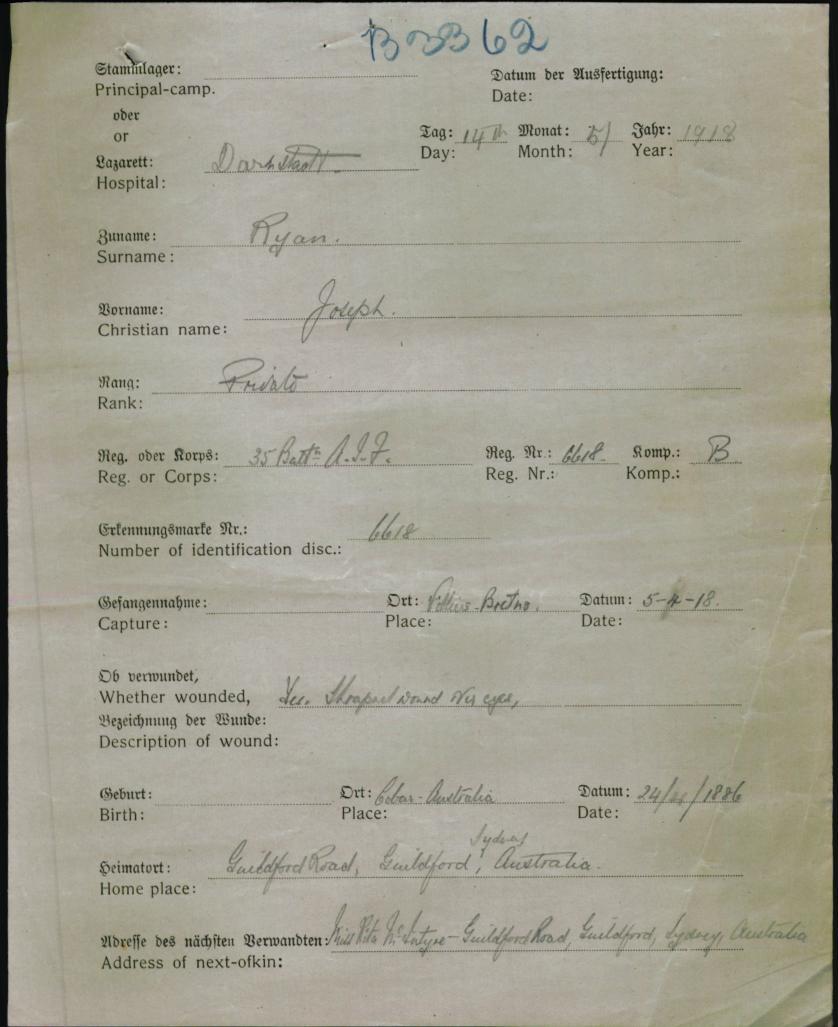 B3B62
Stammlager:
Principal-camp.
Datum der Ausfertigung:
Date:
oder
or
Tag: 14th Monat: 5/ Jahr: 1918
Day: Month: Year:
Lazarett: Darmstadt
Hospital:
Zuname: Ryan.
Surname:
Vorname: Joseph.
Christian name:
Rang: Private
Rank:
Reg. oder Korps: 35 Battn A.I.F. Reg. Nr.: 6618 Komp.: B
Reg. or Corps: Reg. Nr.: Komp.:
Erkennungsmarke Nr.: 6618
Number of identification disc.:
Gefangennahme: Ort: Villers-Bretno. Datum: 5-4-18.
Capture: Place: Date:
Ob verwundet,
Whether wounded, Yes. Shrapnel wound eyes,
Bezeichnung der Wunde:
Description of wound:
Geburt: Ort: Cobar-Australia Datum: 24/ /1886
Birth: Place: Date:
Sydney
Heimatort: Guildford Road, Guildford, Australia.
Home place:
Adresse des nächsten Verwandten: Miss Rita McIntyre - Guildford Road, Guildford, Sydney, Australia
Address of next-ofkin: